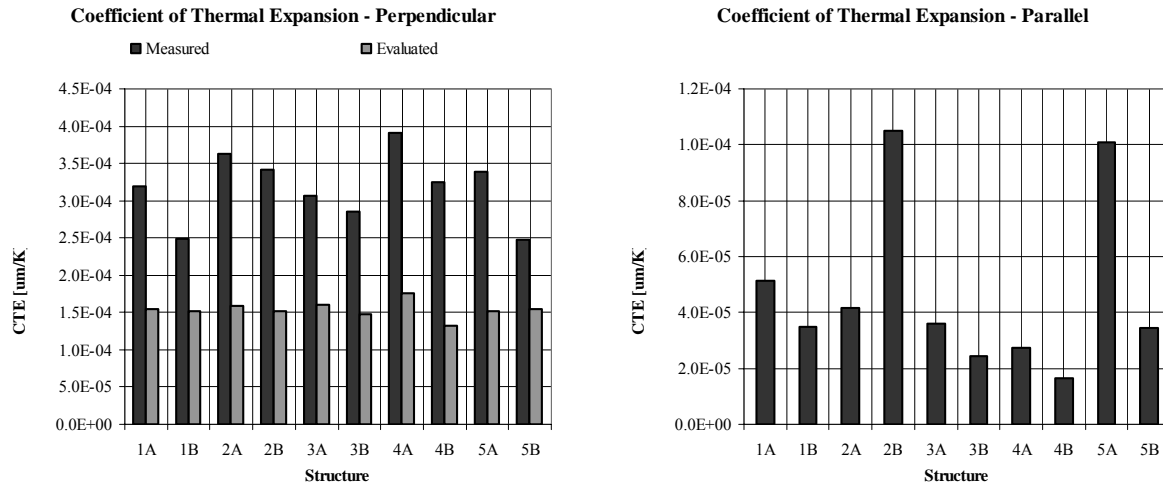 Coefficient of Thermal Expansion - Perpendicular
Measured
Evaluated
4.5E-04
4.0E-04
3.5E-04
3.0E-04
2.5E-04
2.0E-04
1.5E-04
1.0E-04
5.0E-05
0.0E+00
CTE [um/K]
1A 1B 2A 2B 3A 3B 4A 4B 5A 5B
Structure
Coefficient of Thermal Expansion - Parallel
1.2E-04
1.0E-04
8.0E-05
6.0E-05
4.0E-05
2.0E-05
0.0E+00
CTE [um/K]
1A 1B 2A 2B 3A 3B 4A 4B 5A 5B
Structure